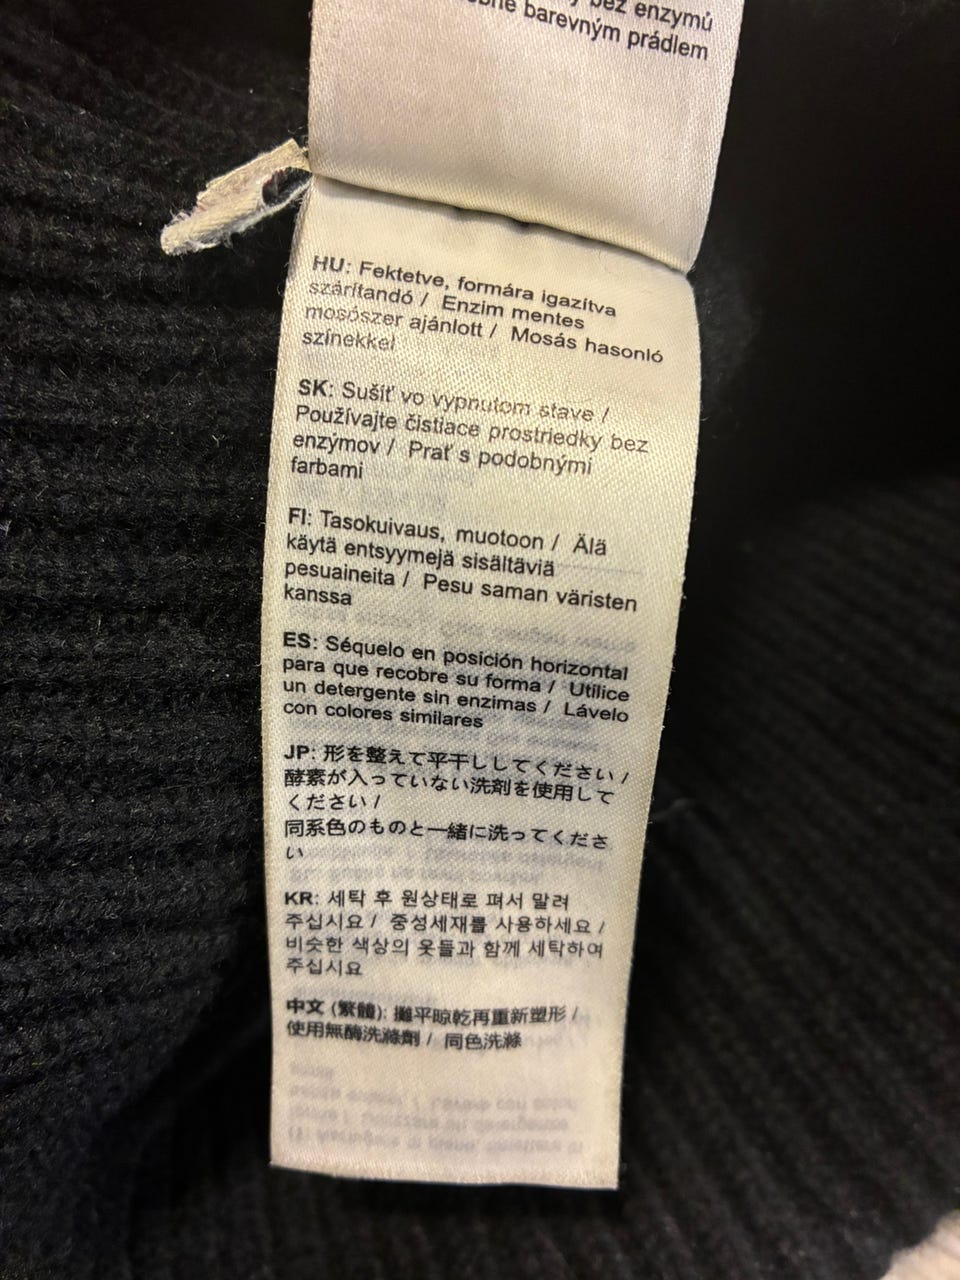 bez enzymů
barevným prádlem
HU: Fektetve, formára igazítva
szárítandó / Enzim mentes
mosószer ajánlott / Mosás hasonló
színekkel
SK: Sušiť vo vypnutom stave /
Používajte čistiace prostriedky bez
enzýmov / Prať s podobnými
farbami
FI: Tasokuivaus, muotoon / Älä
käytä entsyymejä sisältäviä
pesuaineita / Pesu saman väristen
kanssa
ES: Séquelo en posición horizontal
para que recobre su forma / Utilice
un detergente sin enzimas / Lávelo
con colores similares
JP: 形を整えて平干ししてください /
酵素が入っていない洗剤を使用して
ください /
同系色のものと一緒に洗ってくださ
い
KR: 세탁 후 원상태로 펴서 말려
주십시요 / 중성세재를 사용하세요 /
비슷한 색상의 옷들과 함께 세탁하여
주십시요
中文 (繁體): 攤平晾乾再重新塑形 /
使用無酶洗滌劑 / 同色洗滌